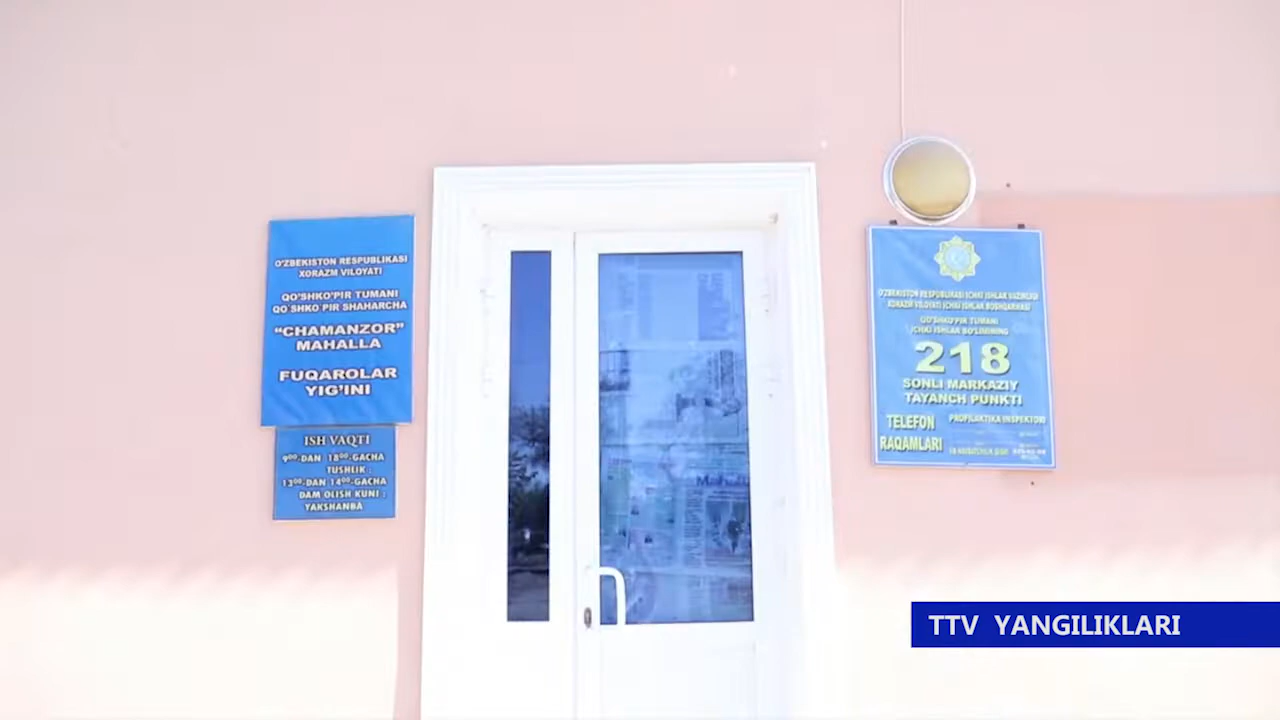 O'ZBEKISTON RESPUBLIKASI
XORAZM VILOYATI
QO'SHKO'PIR TUMANI
QO'SHKO'PIR SHAHARCHA
“CHAMANZOR”
MAHALLA
FUQAROLAR
YIG'INI
ISH VAQTI
9⁰⁰-DAN 18⁰⁰-GACHA
TUSHLIK :
13⁰⁰-DAN 14⁰⁰-GACHA
DAM OLISH KUNI :
YAKSHANBA
O'ZBEKISTON RESPUBLIKASI ICHKI ISHLAR VAZIRLIGI
XORAZM VILOYATI ICHKI ISHLAR BOSHQARMASI
QO'SHKO'PIR TUMANI
ICHKI ISHLAR BO'LIMINING
218
SONLI MARKAZIY
TAYANCH PUNKTI
TELEFON
RAQAMLARI
PROFILAKTIKA INSPEKTORI
TTV YANGILIKLARI